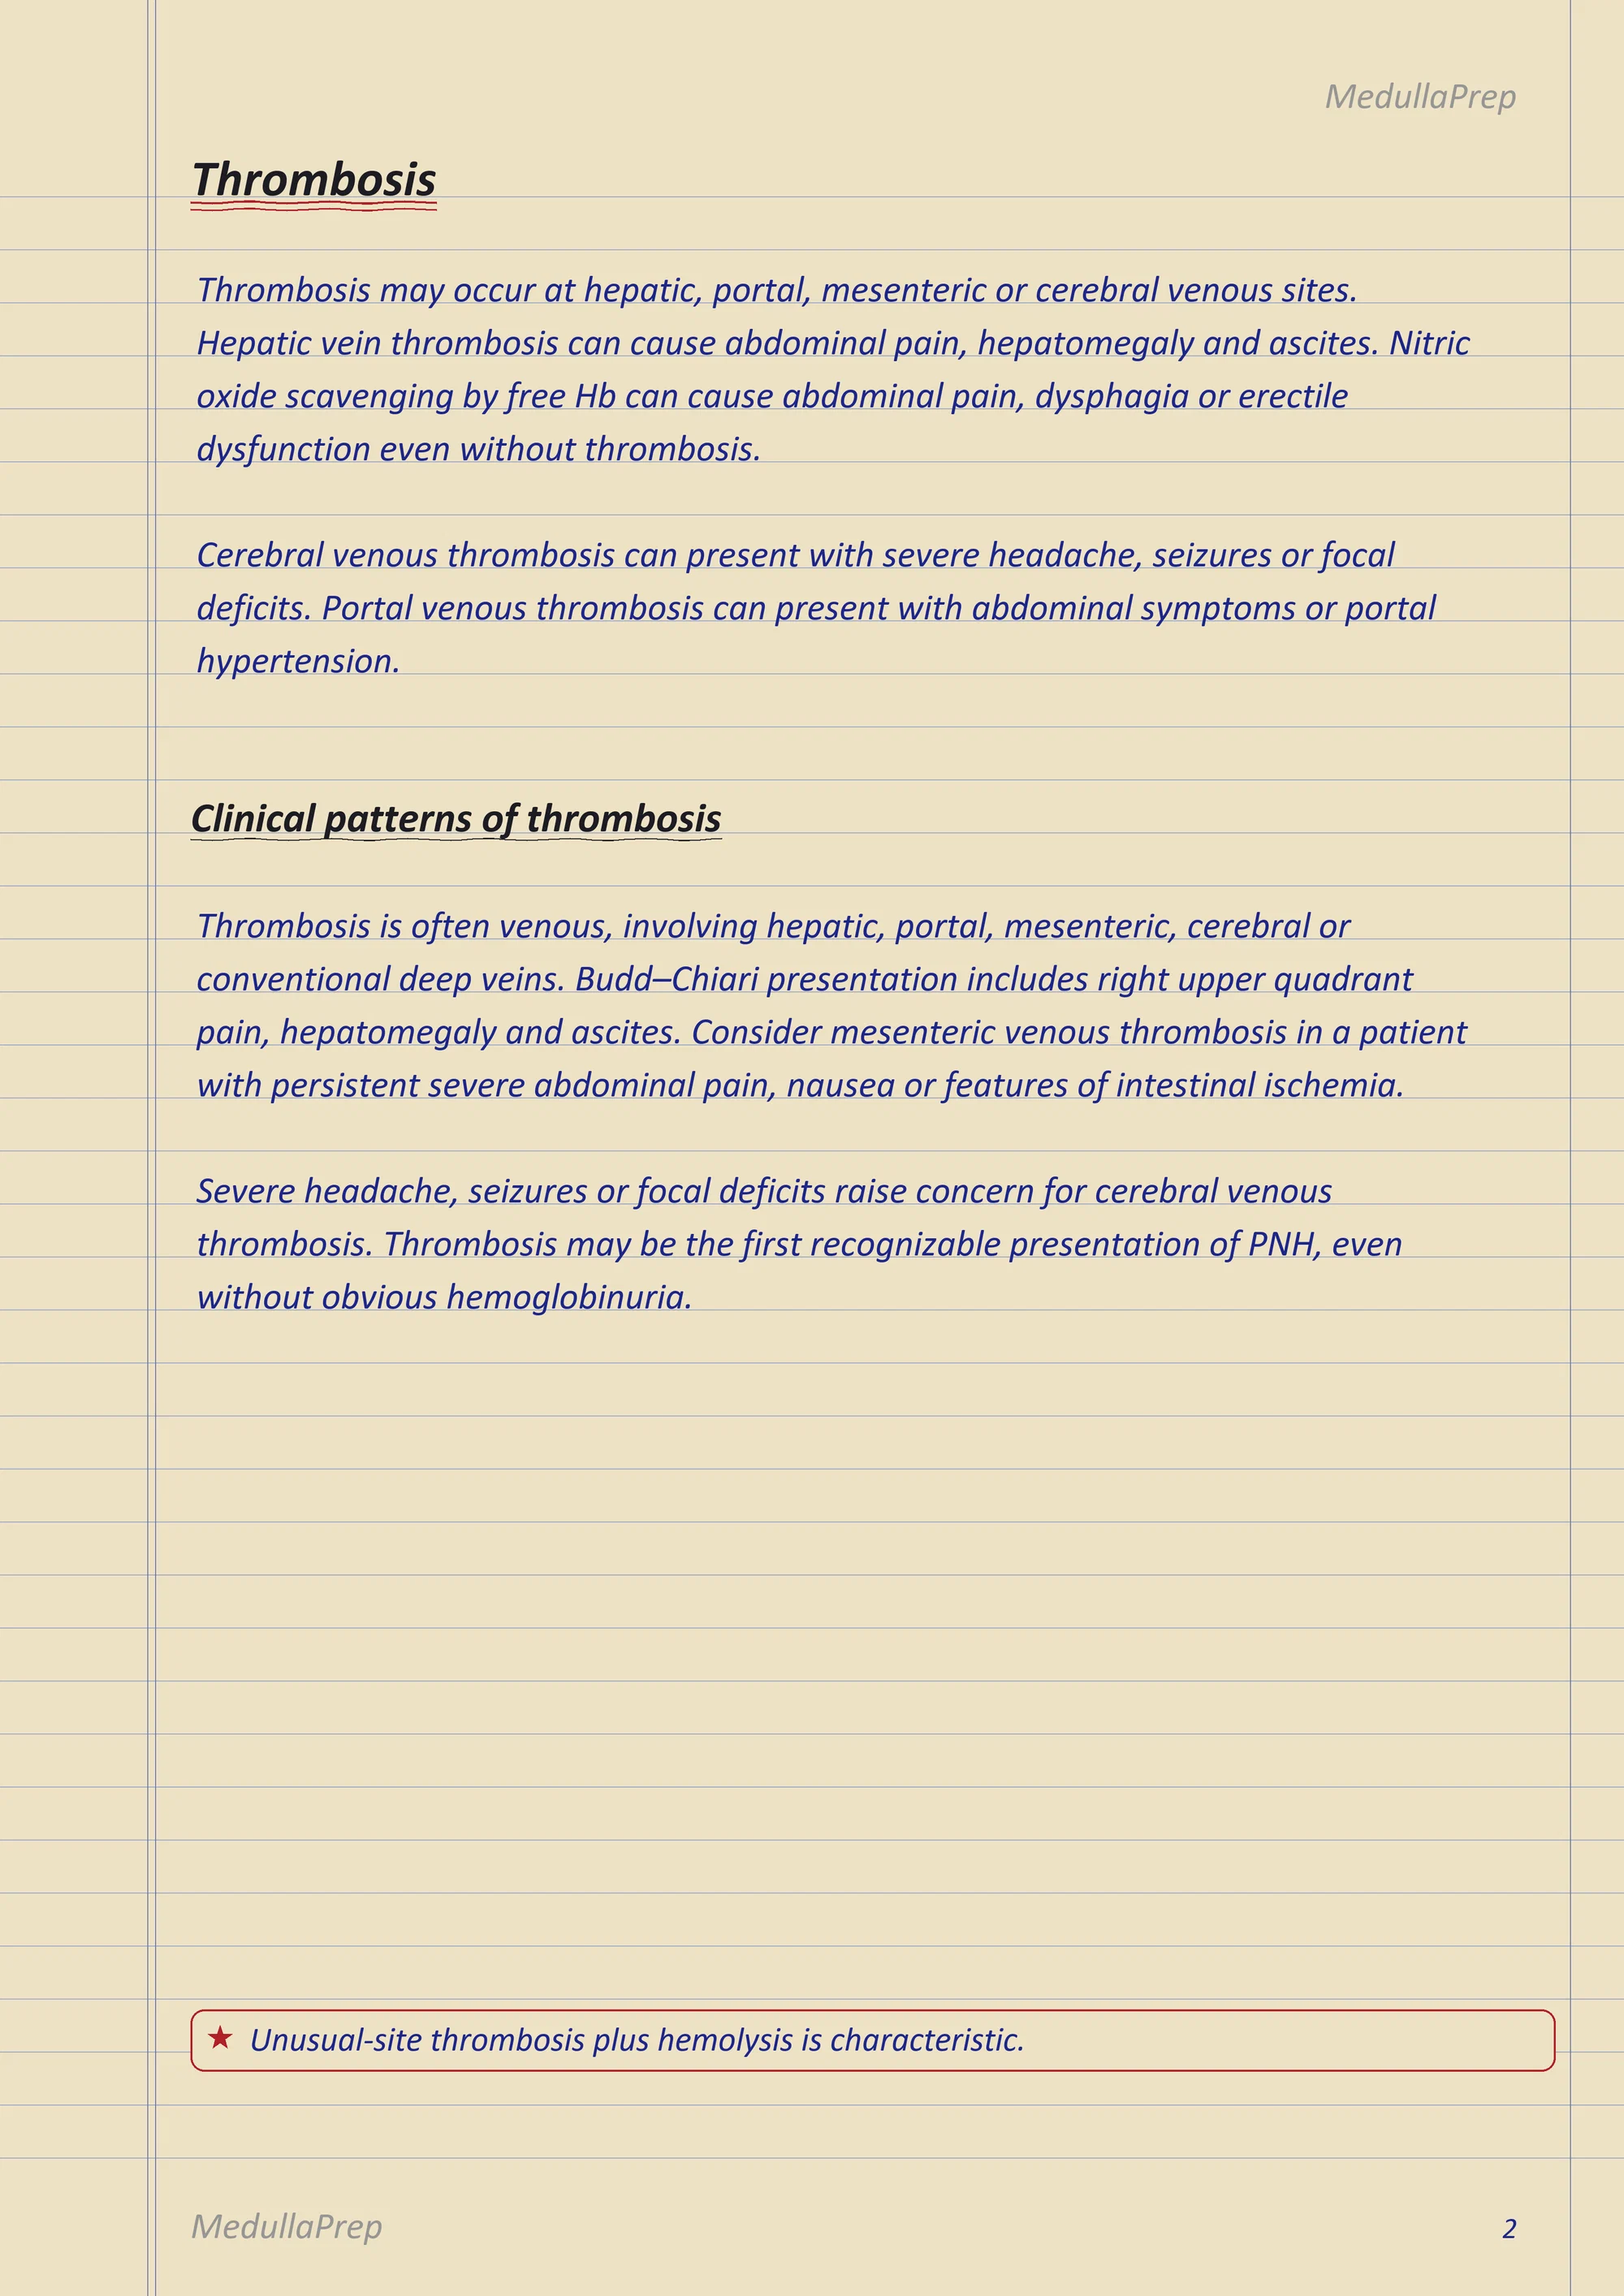 MedullaPrep
Thrombosis
Thrombosis may occur at hepatic, portal, mesenteric or cerebral venous sites.
Hepatic vein thrombosis can cause abdominal pain, hepatomegaly and ascites. Nitric
oxide scavenging by free Hb can cause abdominal pain, dysphagia or erectile
dysfunction even without thrombosis.
Cerebral venous thrombosis can present with severe headache, seizures or focal
deficits. Portal venous thrombosis can present with abdominal symptoms or portal
hypertension.
Clinical patterns of thrombosis
Thrombosis is often venous, involving hepatic, portal, mesenteric, cerebral or
conventional deep veins. Budd–Chiari presentation includes right upper quadrant
pain, hepatomegaly and ascites. Consider mesenteric venous thrombosis in a patient
with persistent severe abdominal pain, nausea or features of intestinal ischemia.
Severe headache, seizures or focal deficits raise concern for cerebral venous
thrombosis. Thrombosis may be the first recognizable presentation of PNH, even
without obvious hemoglobinuria.
★ Unusual-site thrombosis plus hemolysis is characteristic.
MedullaPrep
2